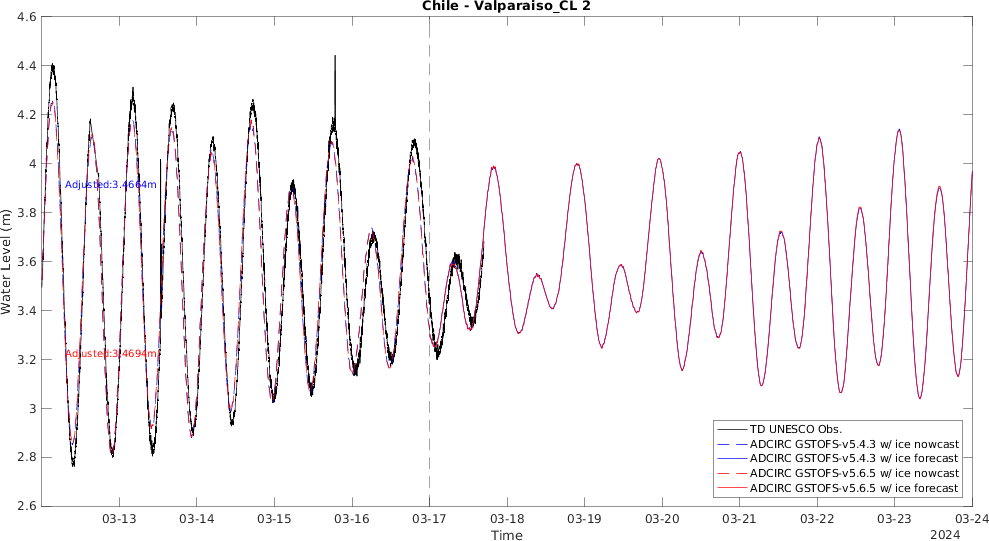 Chile - Valparaiso_CL 2
4.6
4.4
4.2
4
3.8
3.6
3.4
3.2
3
2.8
2.6
Water Level (m)
Adjusted:3.4664m
Adjusted:3.4694m
TD UNESCO Obs.
ADCIRC GSTOFS-v5.4.3 w/ ice nowcast
ADCIRC GSTOFS-v5.4.3 w/ ice forecast
ADCIRC GSTOFS-v5.6.5 w/ ice nowcast
ADCIRC GSTOFS-v5.6.5 w/ ice forecast
03-13 03-14 03-15 03-16 03-17 03-18 03-19 03-20 03-21 03-22 03-23 03-24
Time
2024